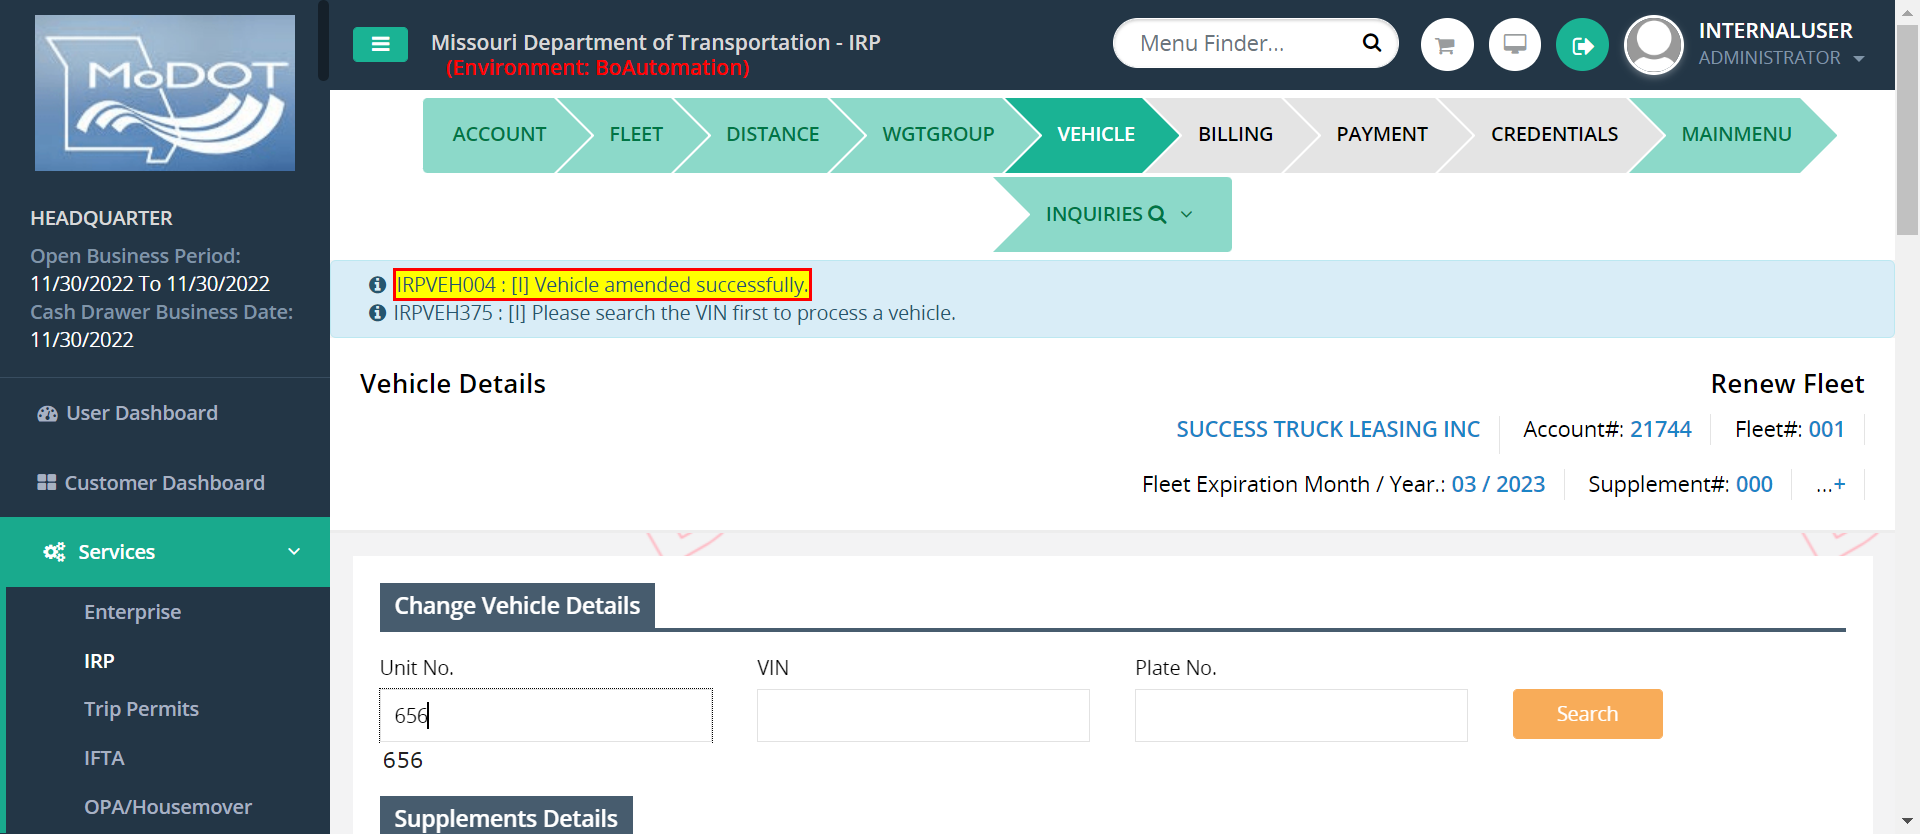 MoDOT
HEADQUARTER
Open Business Period:
11/30/2022 To 11/30/2022
Cash Drawer Business Date:
11/30/2022
User Dashboard
Customer Dashboard
Services
Enterprise
IRP
Trip Permits
IFTA
OPA/Housemover
Missouri Department of Transportation - IRP
(Environment: BoAutomation)
Menu Finder...
INTERNALUSER
ADMINISTRATOR
ACCOUNT FLEET DISTANCE WGTGROUP VEHICLE BILLING PAYMENT CREDENTIALS MAINMENU
INQUIRIES
IRPVEH004 : [I] Vehicle amended successfully.
IRPVEH375 : [I] Please search the VIN first to process a vehicle.
Vehicle Details
Renew Fleet
SUCCESS TRUCK LEASING INC Account#: 21744 Fleet#: 001
Fleet Expiration Month / Year.: 03 / 2023 Supplement#: 000 ...+
Change Vehicle Details
Unit No. VIN Plate No.
656 Search
656
Supplements Details